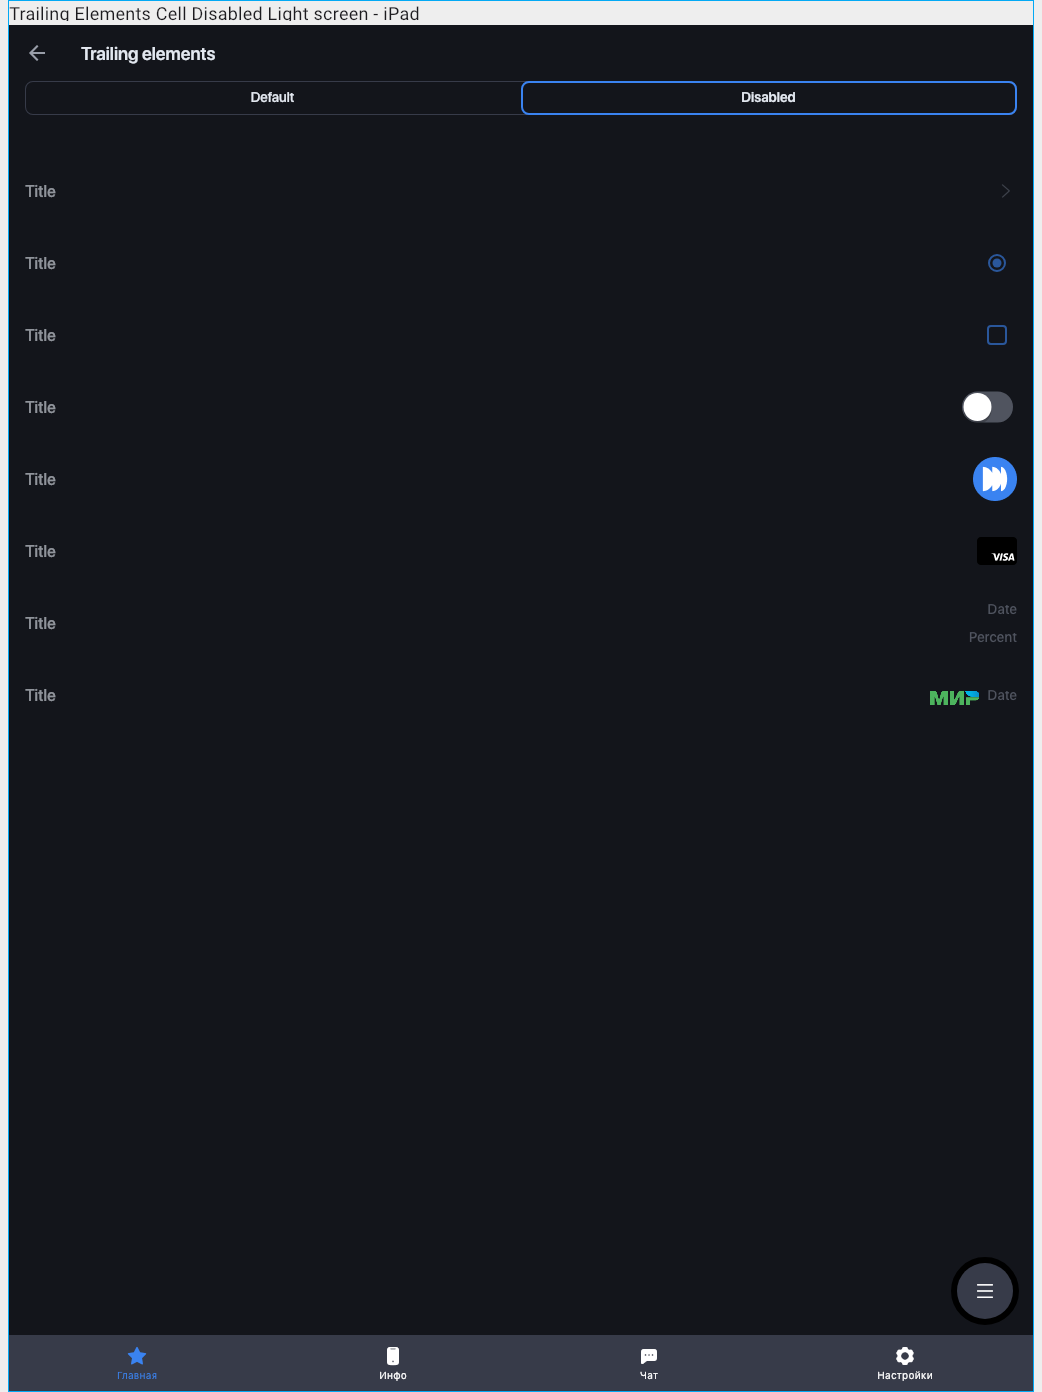 Trailing Elements Cell Disabled Light screen - iPad
Trailing elements
Default Disabled
Title
Title
Title
Title
Title
Title VISA
Title Date
Percent
Title МИР Date
Главная Инфо Чат Настройки